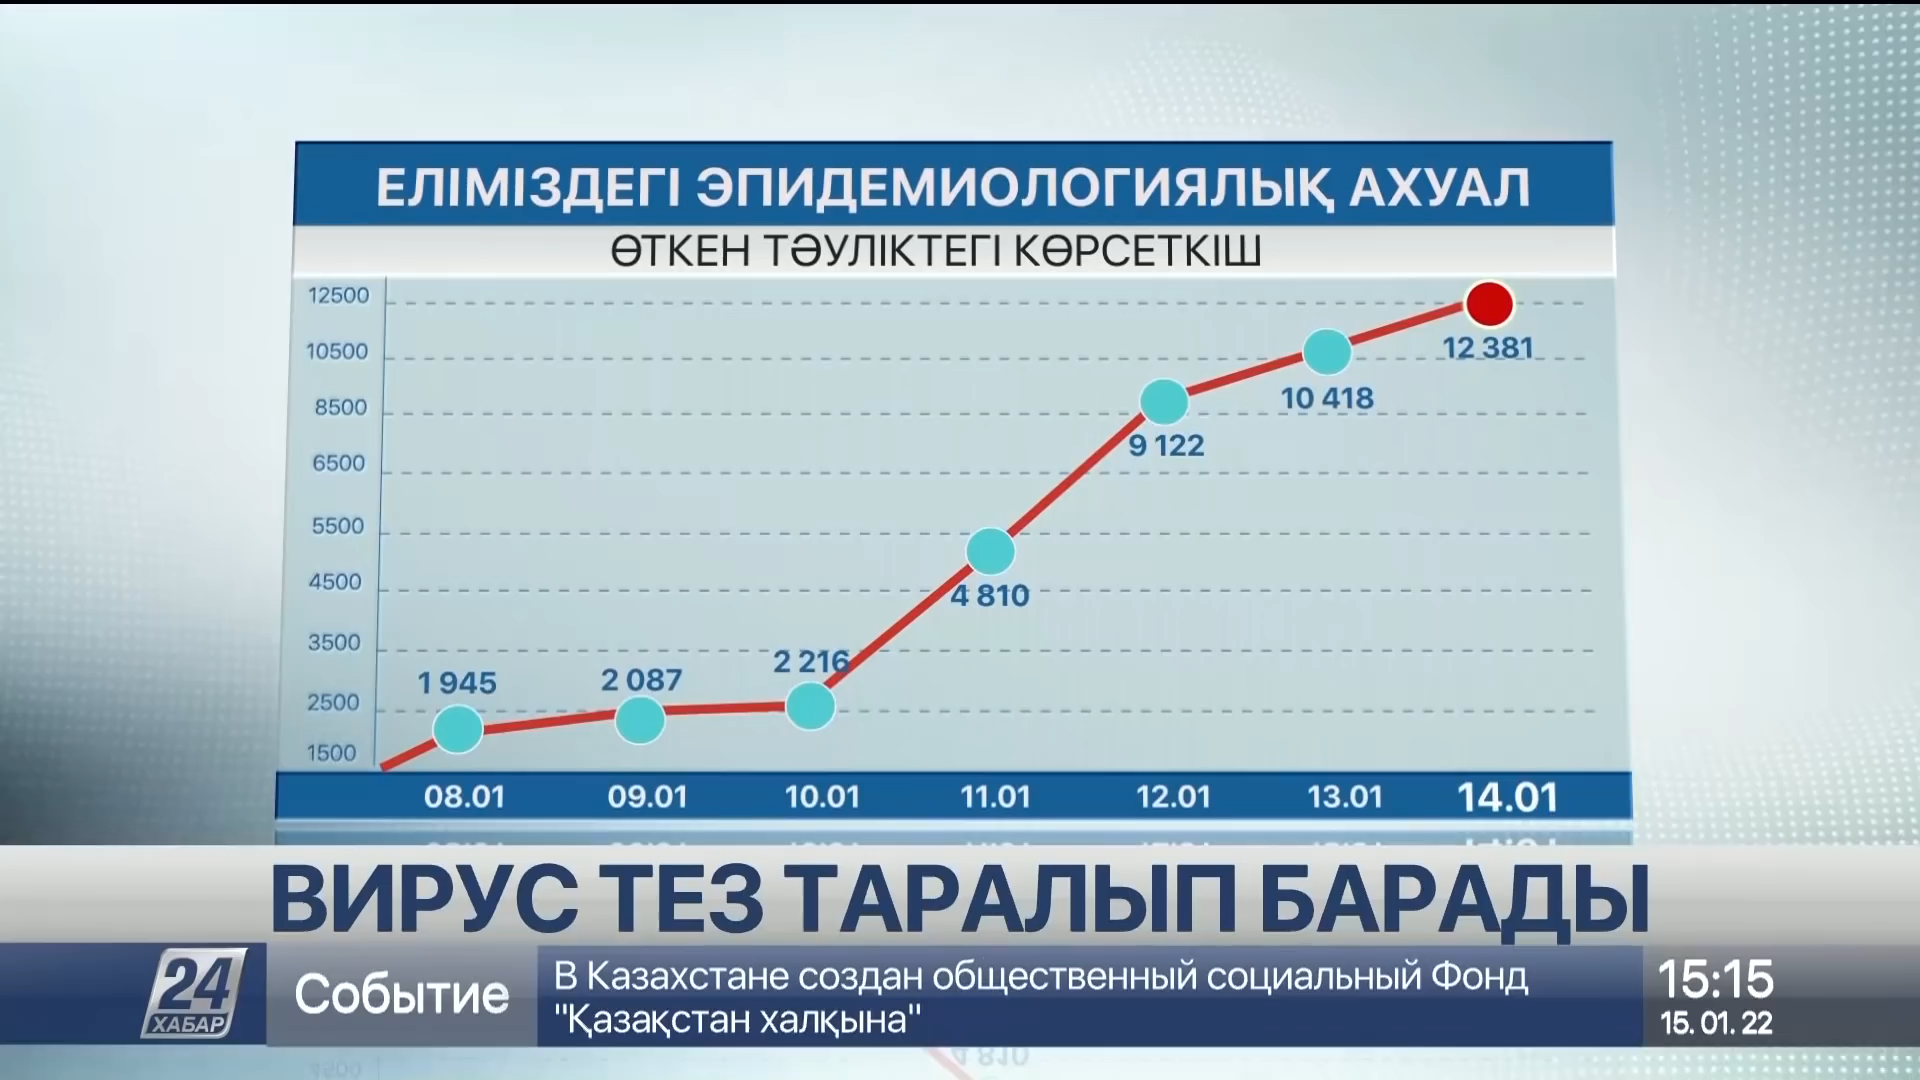 ЕЛІМІЗДЕГІ ЭПИДЕМИОЛОГИЯЛЫҚ АХУАЛ
ӨТКЕН ТӘУЛІКТЕГІ КӨРСЕТКІШ
12500
10500
8500
6500
5500
4500
3500
2500
1500
1 945
2 087
2 216
4 810
9 122
10 418
12 381
08.01 09.01 10.01 11.01 12.01 13.01 14.01
ВИРУС ТЕЗ ТАРАЛЫП БАРАДЫ
24 ХАБАР
Событие
В Казахстане создан общественный социальный Фонд
"Қазақстан халқына"
15:15
15. 01. 22
4 810
4500